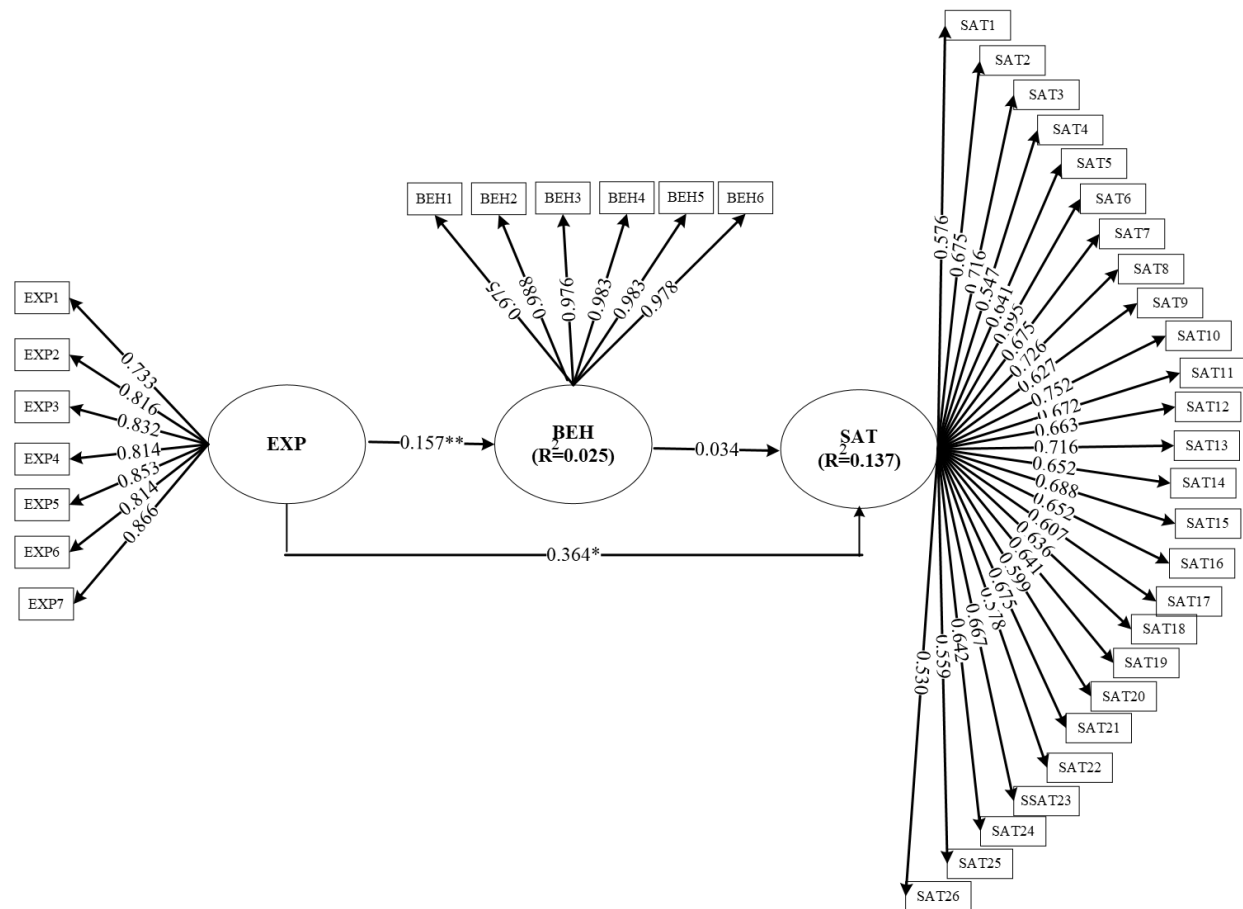 SAT1
SAT2
SAT3
SAT4
SAT5
SAT6
SAT7
SAT8
SAT9
SAT10
SAT11
SAT12
SAT13
SAT14
SAT15
SAT16
SAT17
SAT18
SAT19
SAT20
SAT21
SAT22
SSAT23
SAT24
SAT25
SAT26
0.576
0.675
0.716
0.547
0.641
0.695
0.675
0.726
0.627
0.752
0.672
0.663
0.716
0.652
0.688
0.652
0.607
0.636
0.641
0.599
0.675
0.578
0.667
0.642
0.559
0.530
BEH1
BEH2
BEH3
BEH4
BEH5
BEH6
0.975
0.988
0.976
0.983
0.983
0.978
EXP1
EXP2
EXP3
EXP4
EXP5
EXP6
EXP7
0.733
0.816
0.832
0.814
0.853
0.814
0.866
EXP
0.157**
BEH
(R²=0.025)
0.034
SAT
(R²=0.137)
0.364*